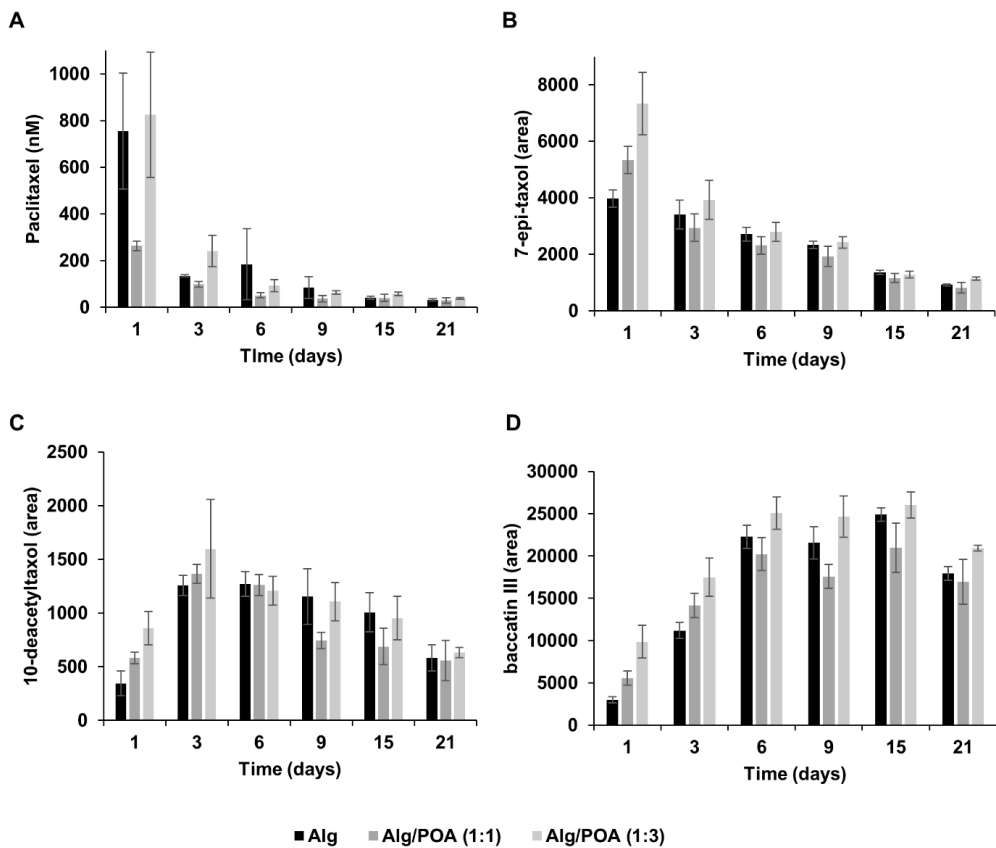 A
Paclitaxel (nM)
1000
800
600
400
200
0
1 3 6 9 15 21
TIme (days)
B
7-epi-taxol (area)
8000
6000
4000
2000
0
1 3 6 9 15 21
Time (days)
C
10-deacetyltaxol (area)
2500
2000
1500
1000
500
0
1 3 6 9 15 21
Time (days)
D
baccatin III (area)
30000
25000
20000
15000
10000
5000
0
1 3 6 9 15 21
Time (days)
Alg Alg/POA (1:1) Alg/POA (1:3)